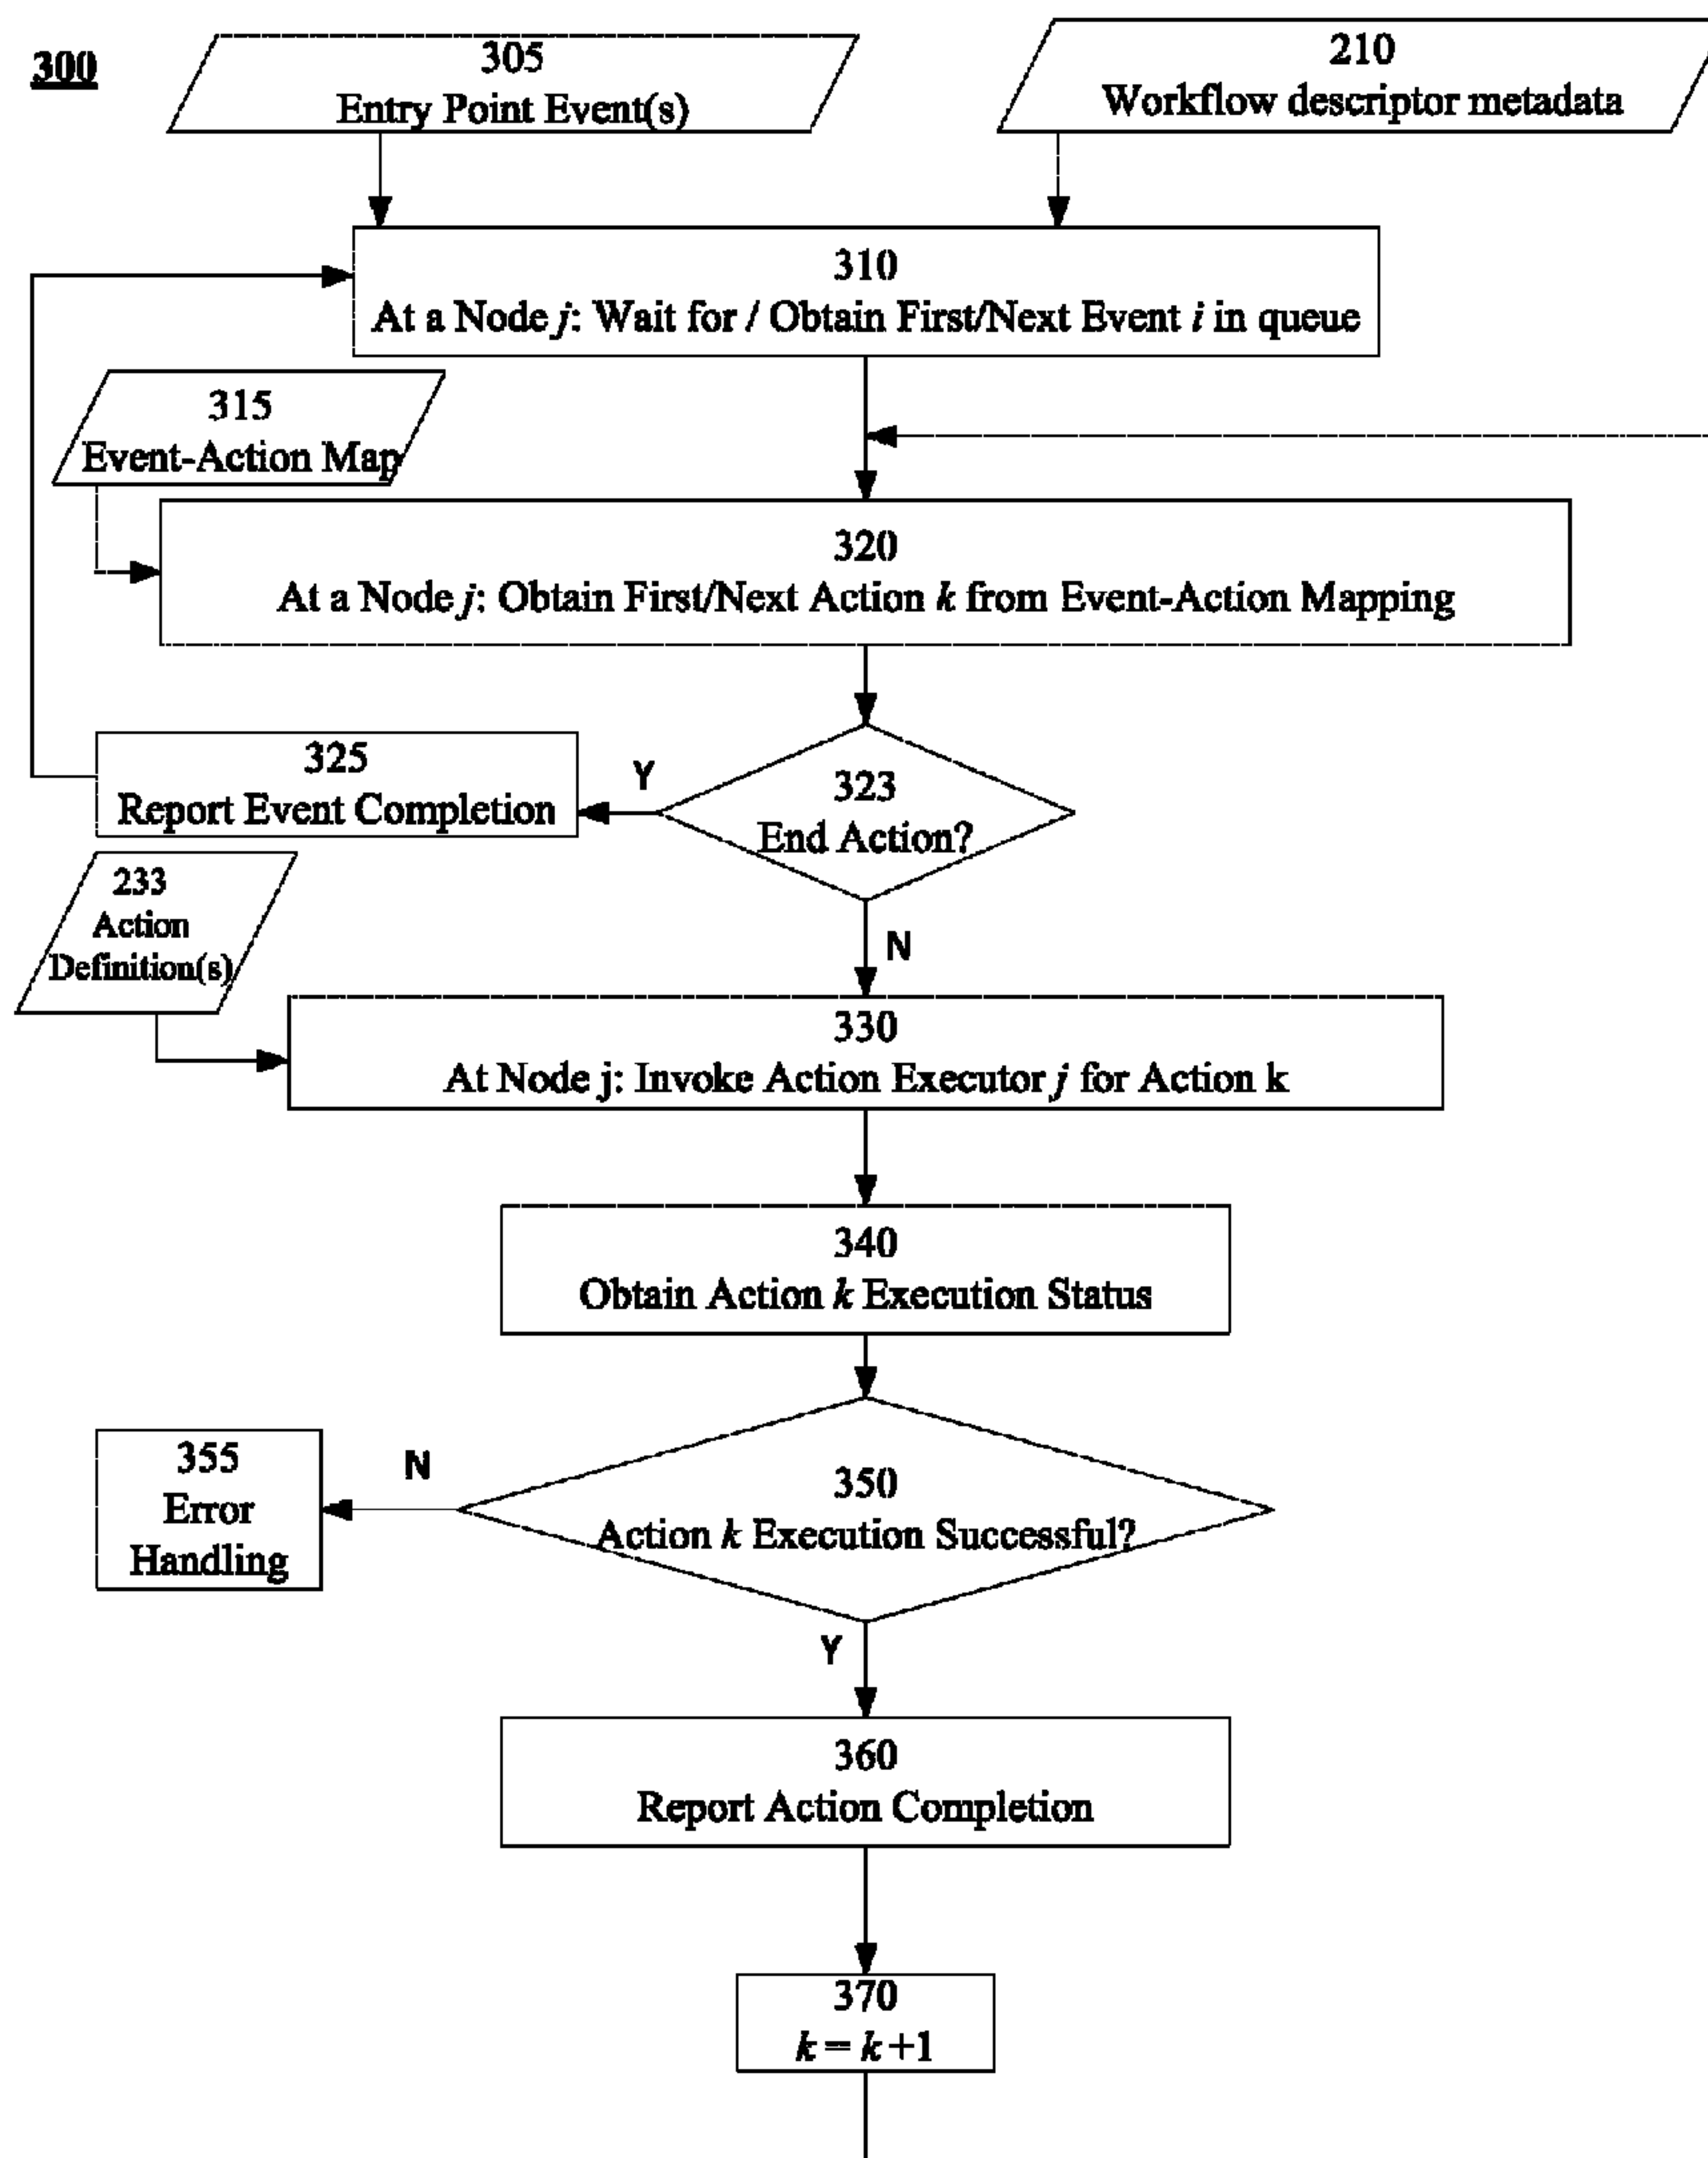 300
305
Entry Point Event(s)
210
Workflow descriptor metadata
310
At a Node j: Wait for / Obtain First/Next Event i in queue
315
Event-Action Map
320
At a Node j: Obtain First/Next Action k from Event-Action Mapping
325
Report Event Completion
Y
323
End Action?
N
233
Action
Definition(s)
330
At Node j: Invoke Action Executor j for Action k
340
Obtain Action k Execution Status
355
Error
Handling
N
350
Action k Execution Successful?
Y
360
Report Action Completion
370
k = k +1